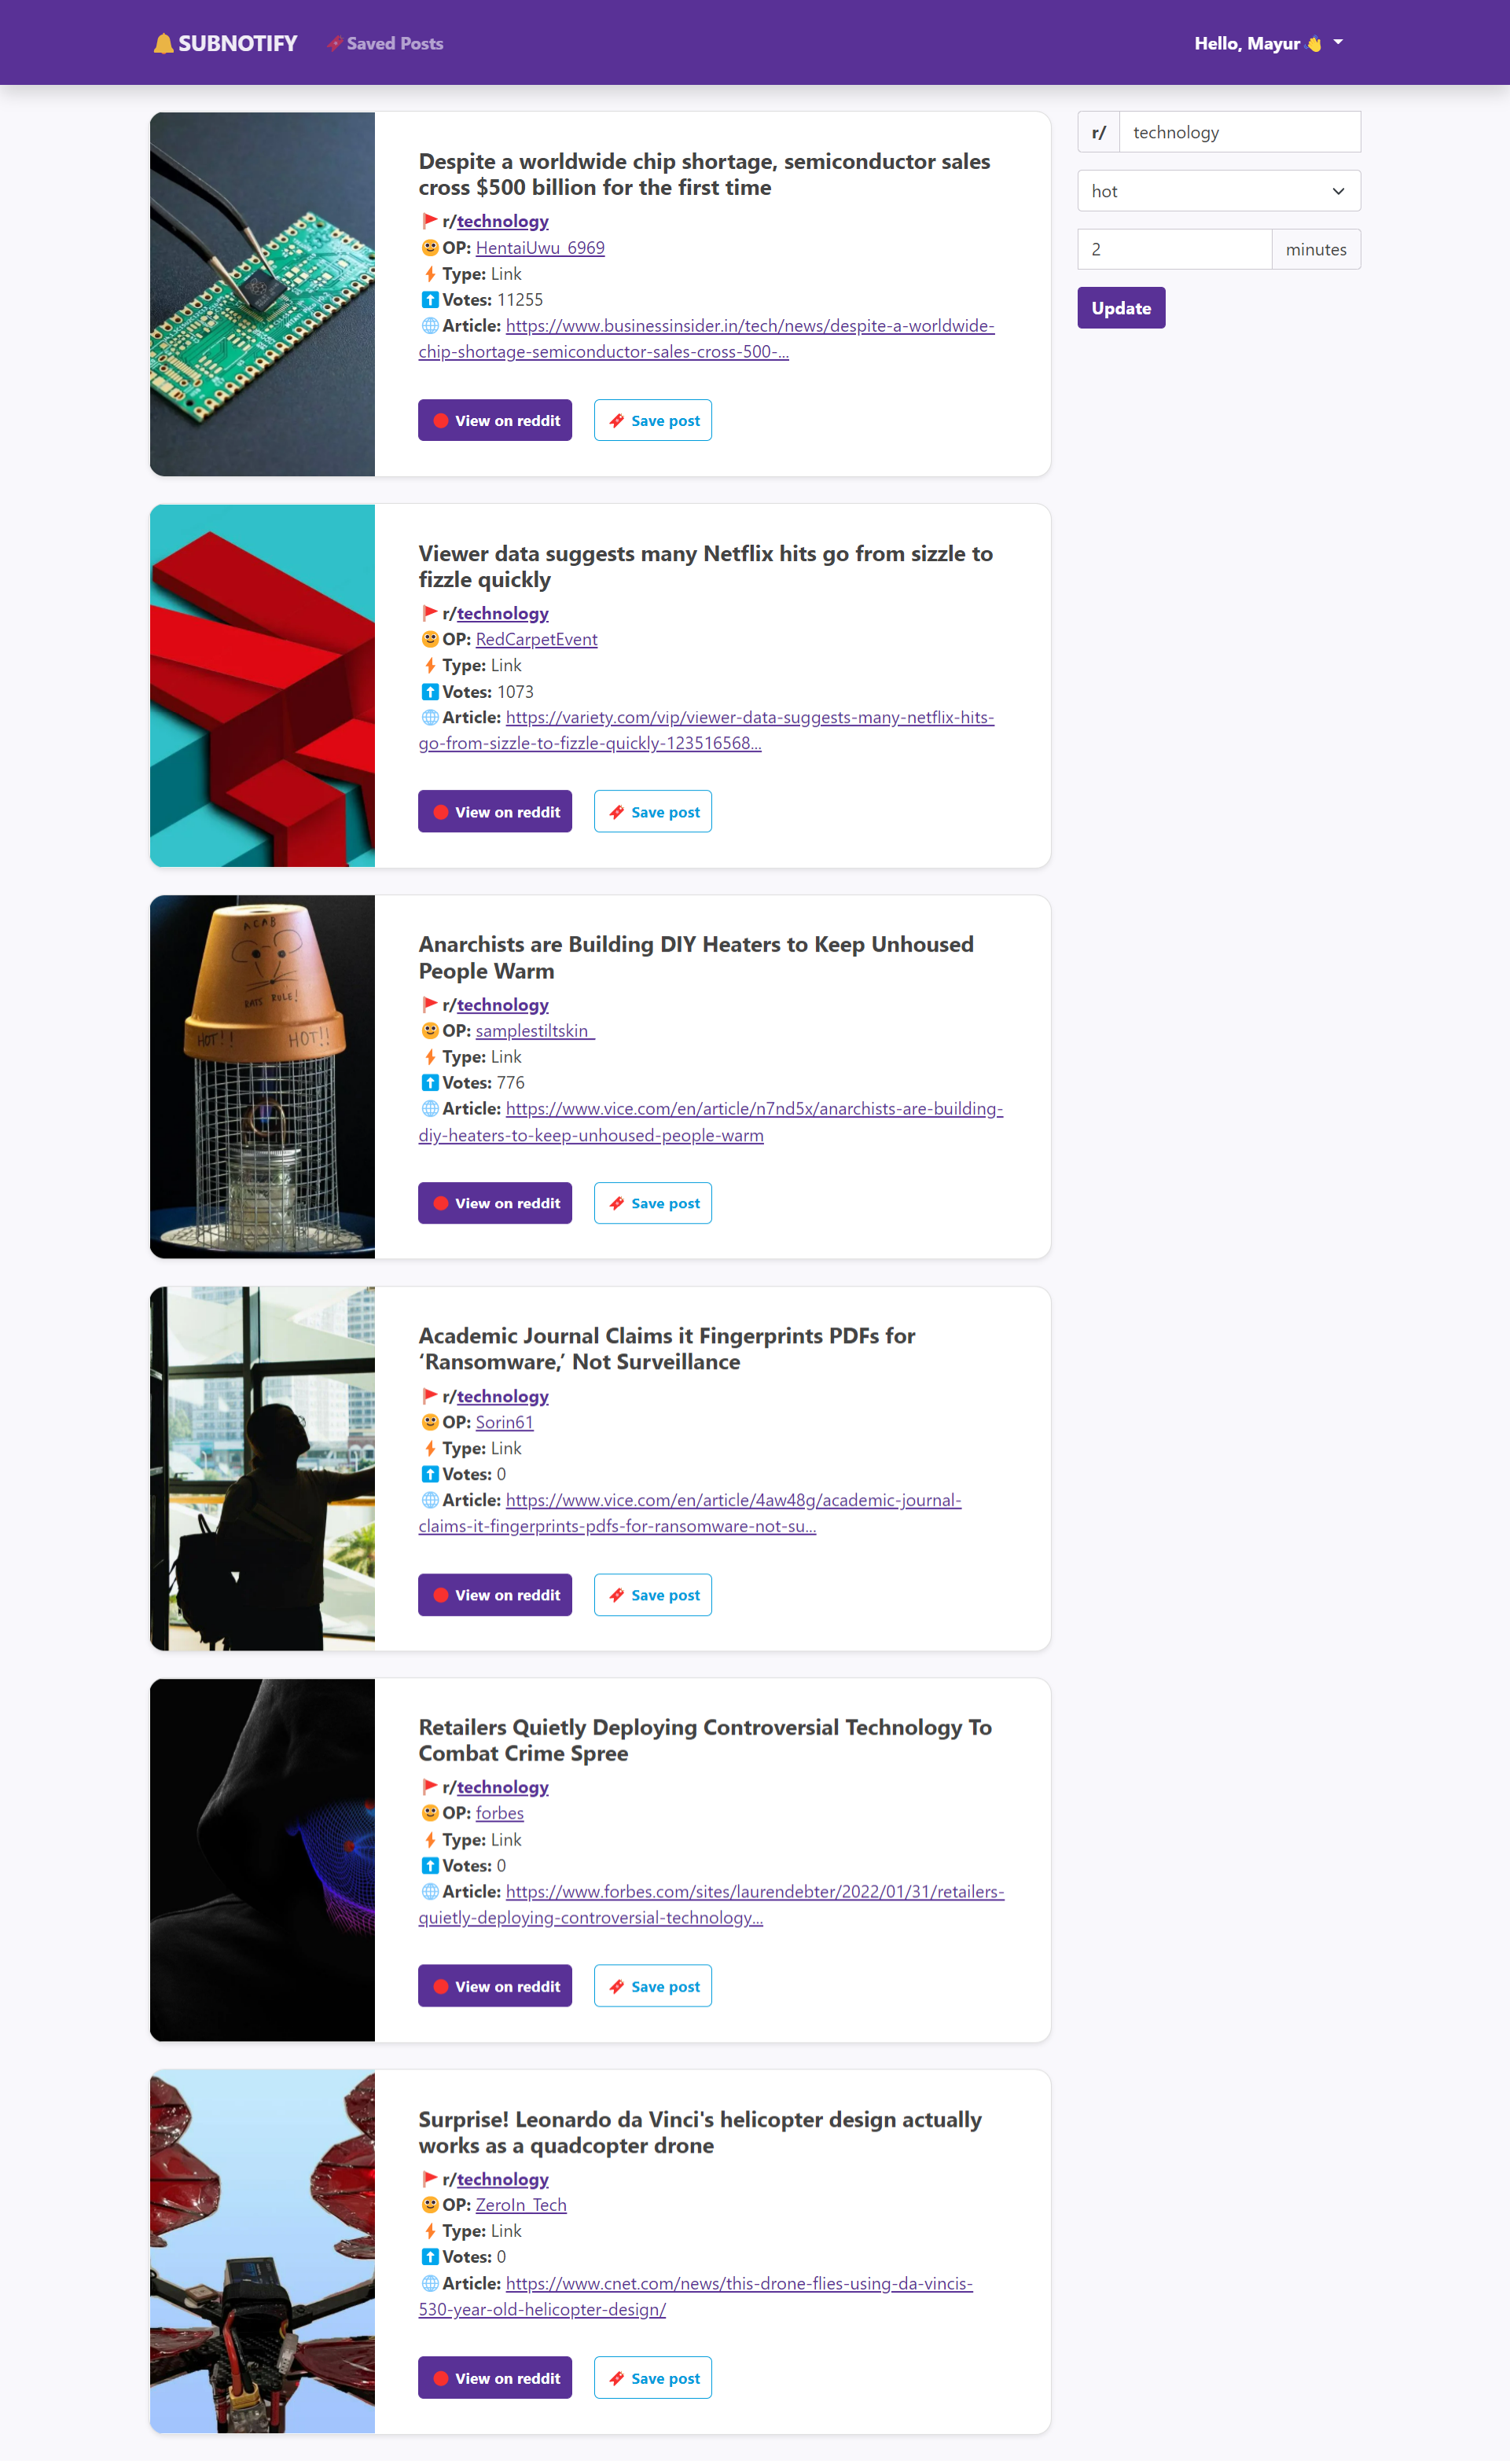 SUBNOTIFY Saved Posts Hello, Mayur
r/ technology
hot
2 minutes
Update
Despite a worldwide chip shortage, semiconductor sales
cross $500 billion for the first time
r/technology
OP: HentaiUwu_6969
Type: Link
Votes: 11255
Article: https://www.businessinsider.in/tech/news/despite-a-worldwide-
chip-shortage-semiconductor-sales-cross-500-...
View on reddit Save post
Viewer data suggests many Netflix hits go from sizzle to
fizzle quickly
r/technology
OP: RedCarpetEvent
Type: Link
Votes: 1073
Article: https://variety.com/vip/viewer-data-suggests-many-netflix-hits-
go-from-sizzle-to-fizzle-quickly-123516568...
View on reddit Save post
ACAB
RATS RULE!
HOT!! HOT!!
Anarchists are Building DIY Heaters to Keep Unhoused
People Warm
r/technology
OP: samplestiltskin_
Type: Link
Votes: 776
Article: https://www.vice.com/en/article/n7nd5x/anarchists-are-building-
diy-heaters-to-keep-unhoused-people-warm
View on reddit Save post
Academic Journal Claims it Fingerprints PDFs for
‘Ransomware,’ Not Surveillance
r/technology
OP: Sorin61
Type: Link
Votes: 0
Article: https://www.vice.com/en/article/4aw48g/academic-journal-
claims-it-fingerprints-pdfs-for-ransomware-not-su...
View on reddit Save post
Retailers Quietly Deploying Controversial Technology To
Combat Crime Spree
r/technology
OP: forbes
Type: Link
Votes: 0
Article: https://www.forbes.com/sites/laurendebter/2022/01/31/retailers-
quietly-deploying-controversial-technology...
View on reddit Save post
Surprise! Leonardo da Vinci's helicopter design actually
works as a quadcopter drone
r/technology
OP: ZeroIn_Tech
Type: Link
Votes: 0
Article: https://www.cnet.com/news/this-drone-flies-using-da-vincis-
530-year-old-helicopter-design/
View on reddit Save post